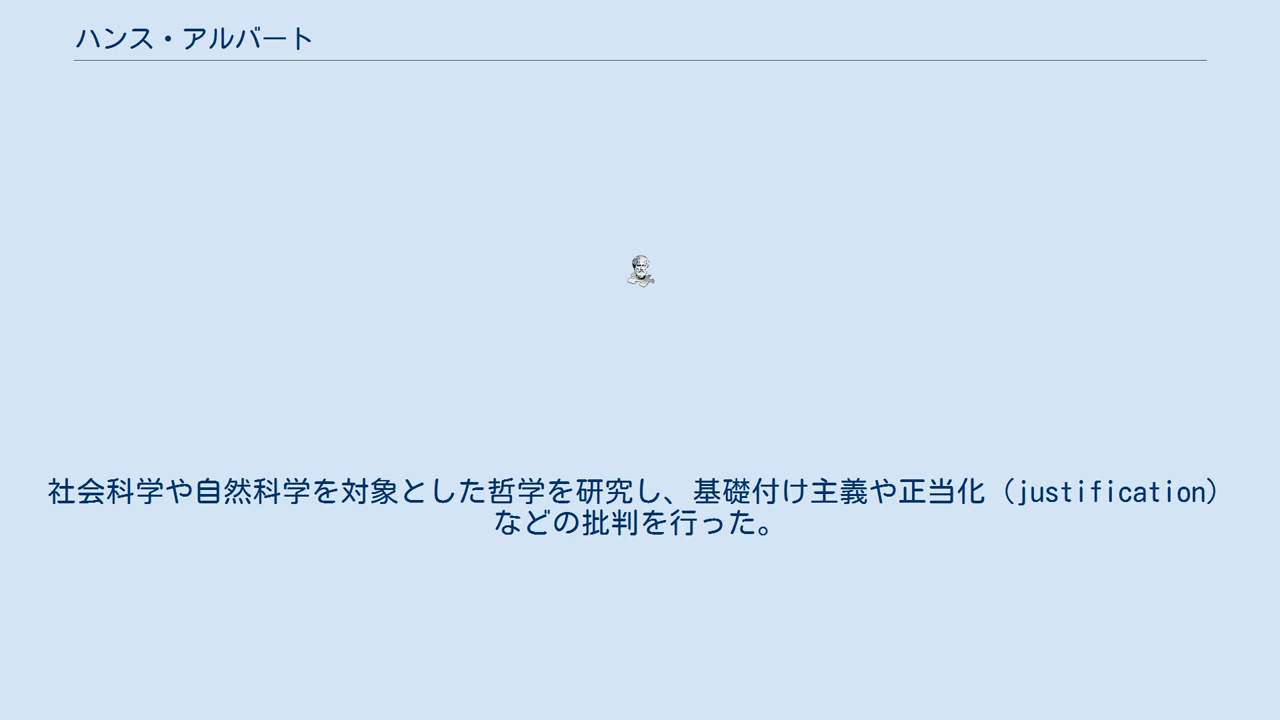 ハンス・アルバート
社会科学や自然科学を対象とした哲学を研究し、基礎付け主義や正当化（justification）
などの批判を行った。